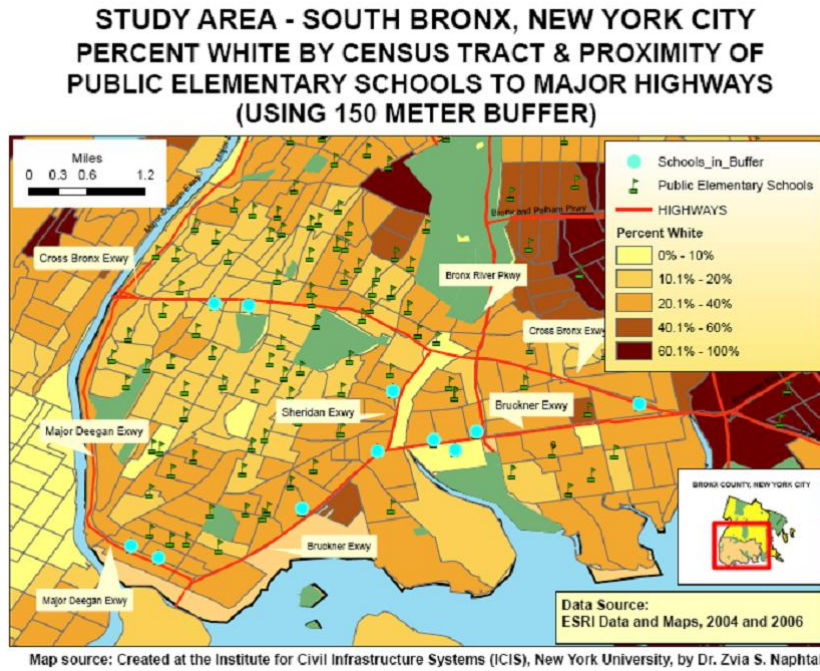 STUDY AREA - SOUTH BRONX, NEW YORK CITY
PERCENT WHITE BY CENSUS TRACT & PROXIMITY OF
PUBLIC ELEMENTARY SCHOOLS TO MAJOR HIGHWAYS
(USING 150 METER BUFFER)
Miles
0 0.3 0.6 1.2
Major Deegan Exwy
Schools_in_Buffer
Public Elementary Schools
HIGHWAYS
Percent White
0% - 10%
10.1% - 20%
20.1% - 40%
40.1% - 60%
60.1% - 100%
Pelham Pkwy
Cross Bronx Exwy
Bronx River Pkwy
Cross Bronx Exwy
Sheridan Exwy
Bruckner Exwy
Major Deegan Exwy
BRONX COUNTY, NEW YORK CITY
Bruckner Exwy
Major Deegan Exwy
Data Source:
ESRI Data and Maps, 2004 and 2006
Map source: Created at the Institute for Civil Infrastructure Systems (ICIS), New York University, by Dr. Zvia S.